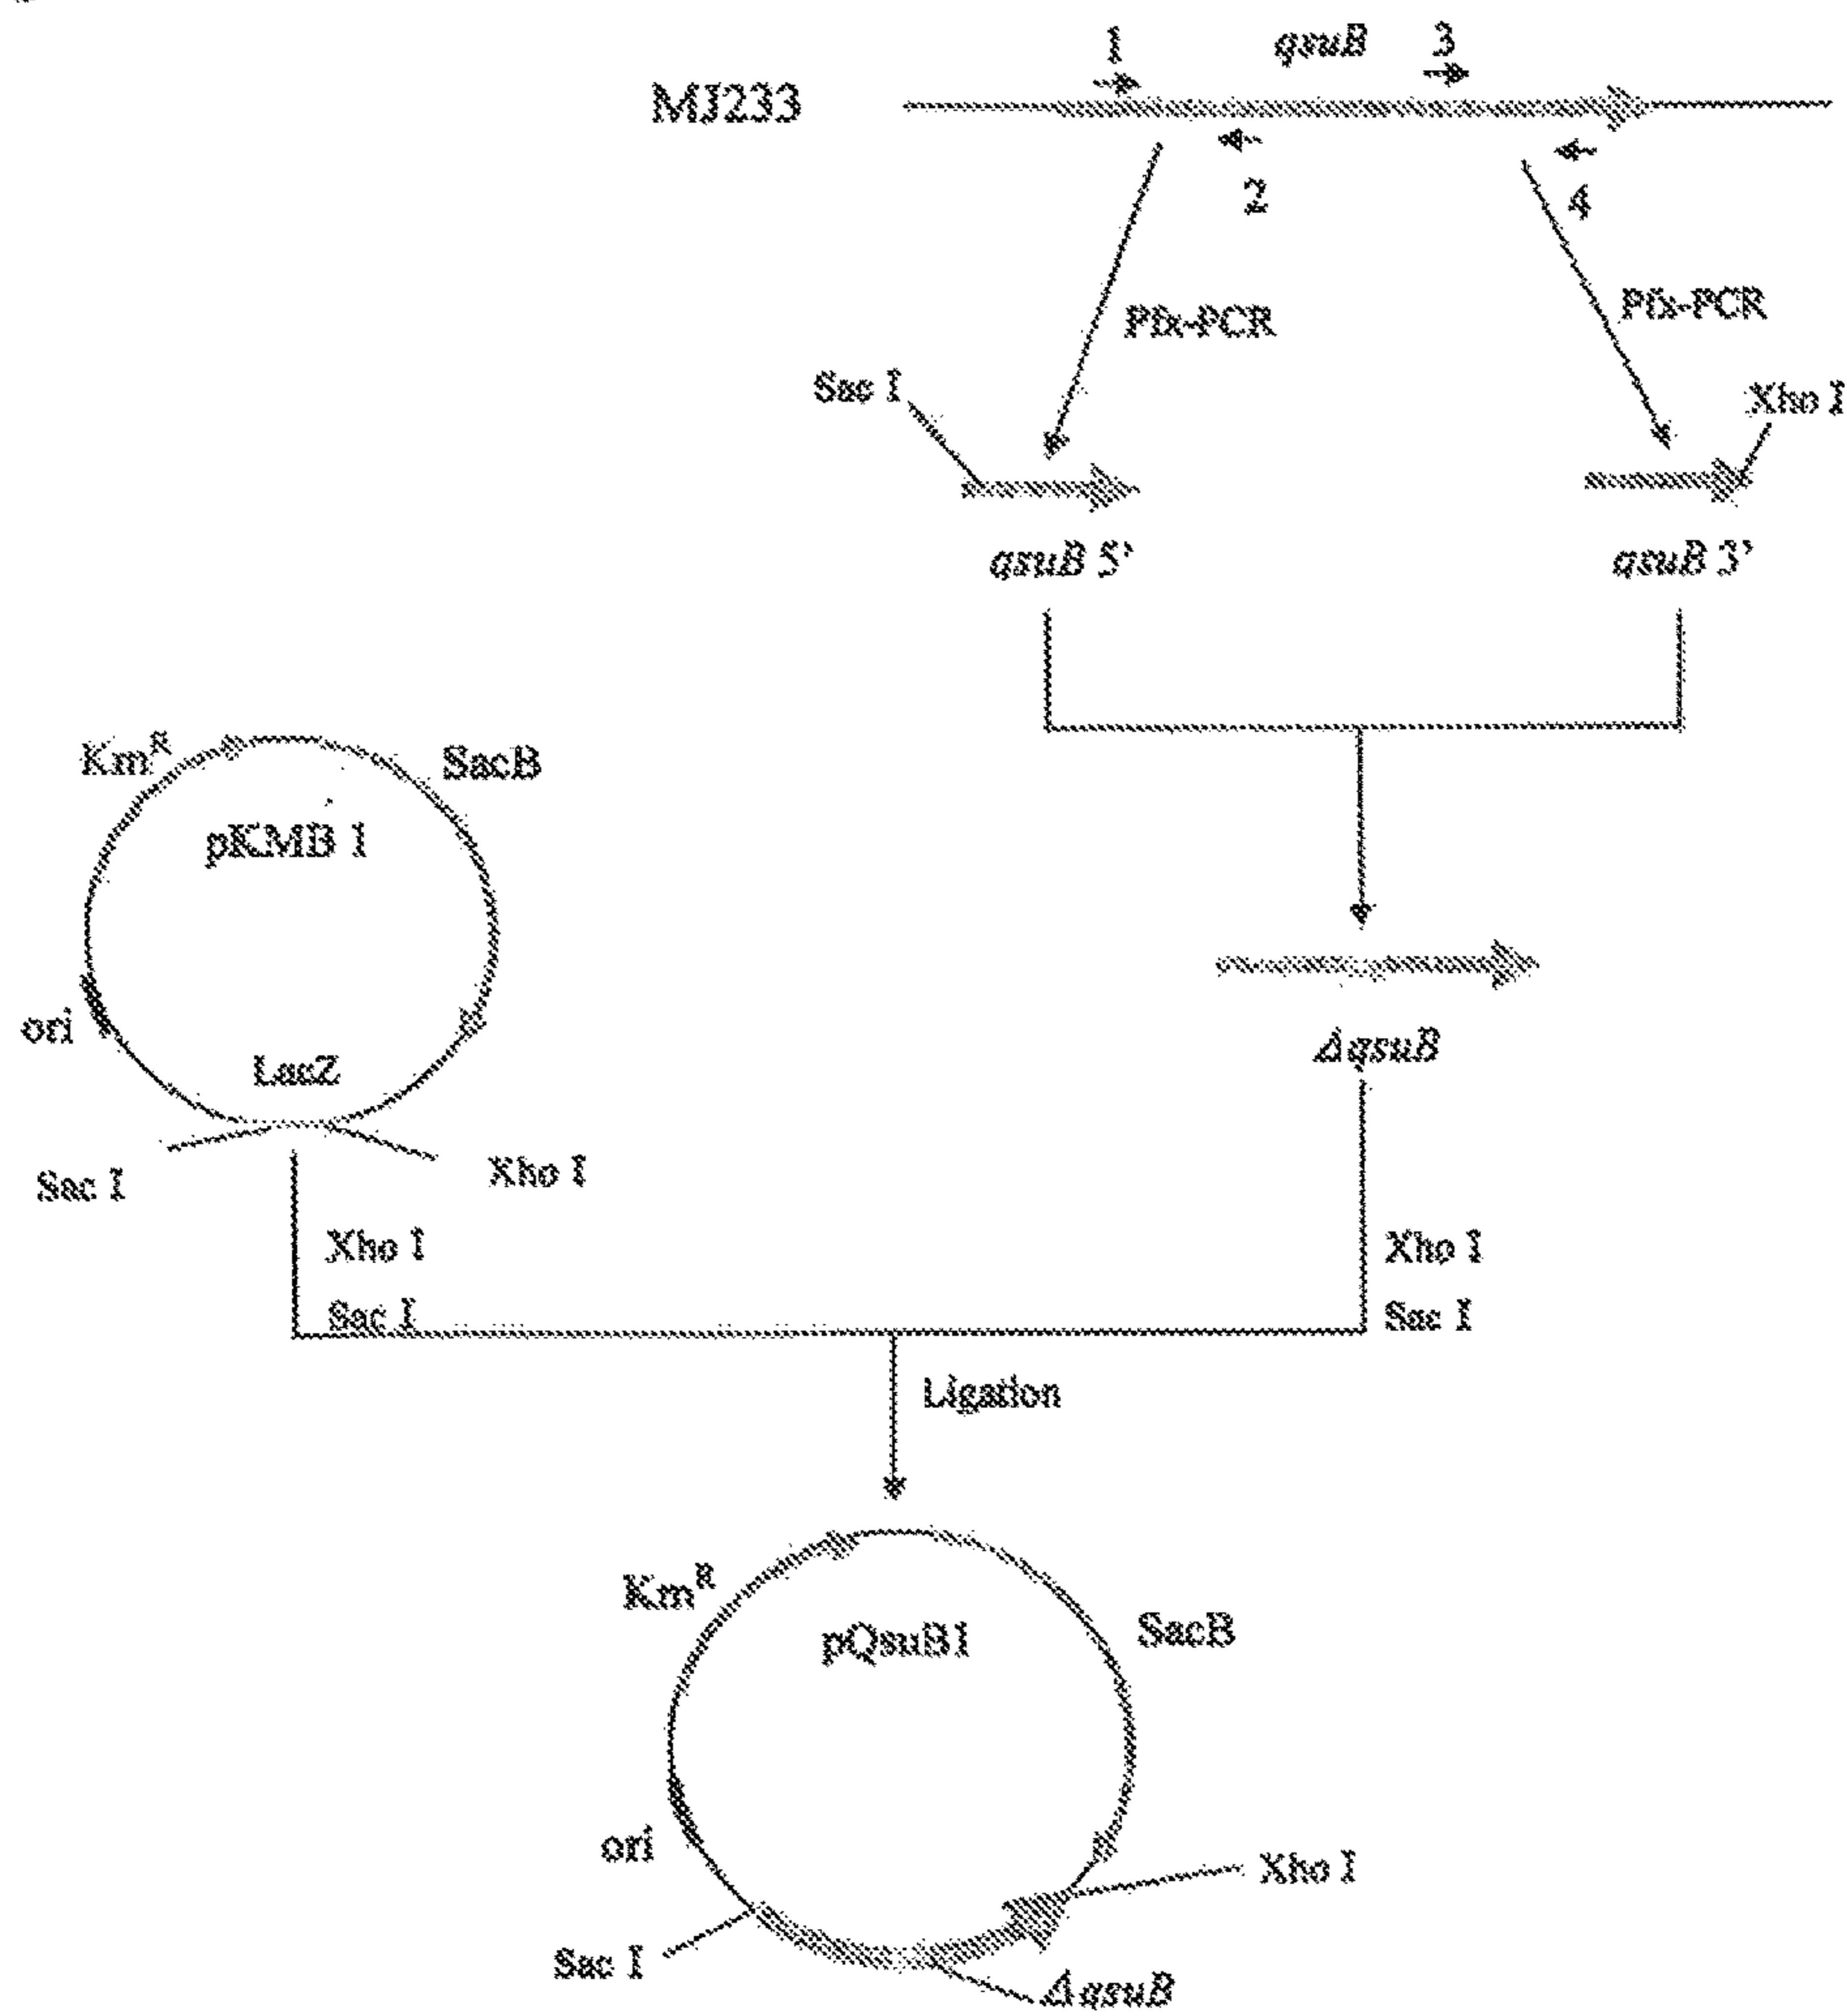 1
qsuB
3
MJ233
2
4
Pfx-PCR
Pfx-PCR
Sac I
Xho I
qsuB 5'
qsuB 3'
Km^R
SacB
pKMB 1
ori
LacZ
ΔqsuB
Sac I
Xho I
Xho I
Xho I
Sac I
Sac I
Ligation
Km^R
pQsuB1
SacB
ori
Xho I
Sac I
ΔqsuB